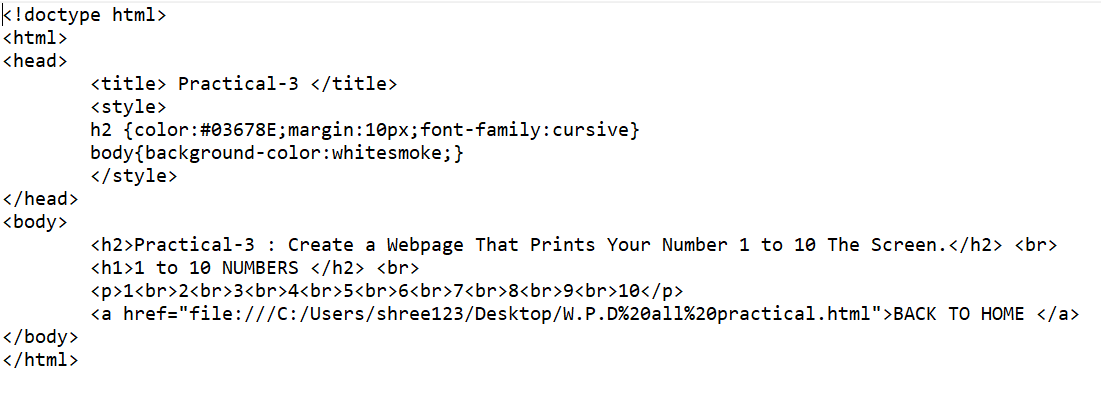 <!doctype html>
<html>
<head>
<title> Practical-3 </title>
<style>
h2 {color:#03678E;margin:10px;font-family:cursive}
body{background-color:whitesmoke;}
</style>
</head>
<body>
<h2>Practical-3 : Create a Webpage That Prints Your Number 1 to 10 The Screen.</h2> <br>
<h1>1 to 10 NUMBERS </h2> <br>
<p>1<br>2<br>3<br>4<br>5<br>6<br>7<br>8<br>9<br>10</p>
<a href="file:///C:/Users/shree123/Desktop/W.P.D%20all%20practical.html">BACK TO HOME </a>
</body>
</html>